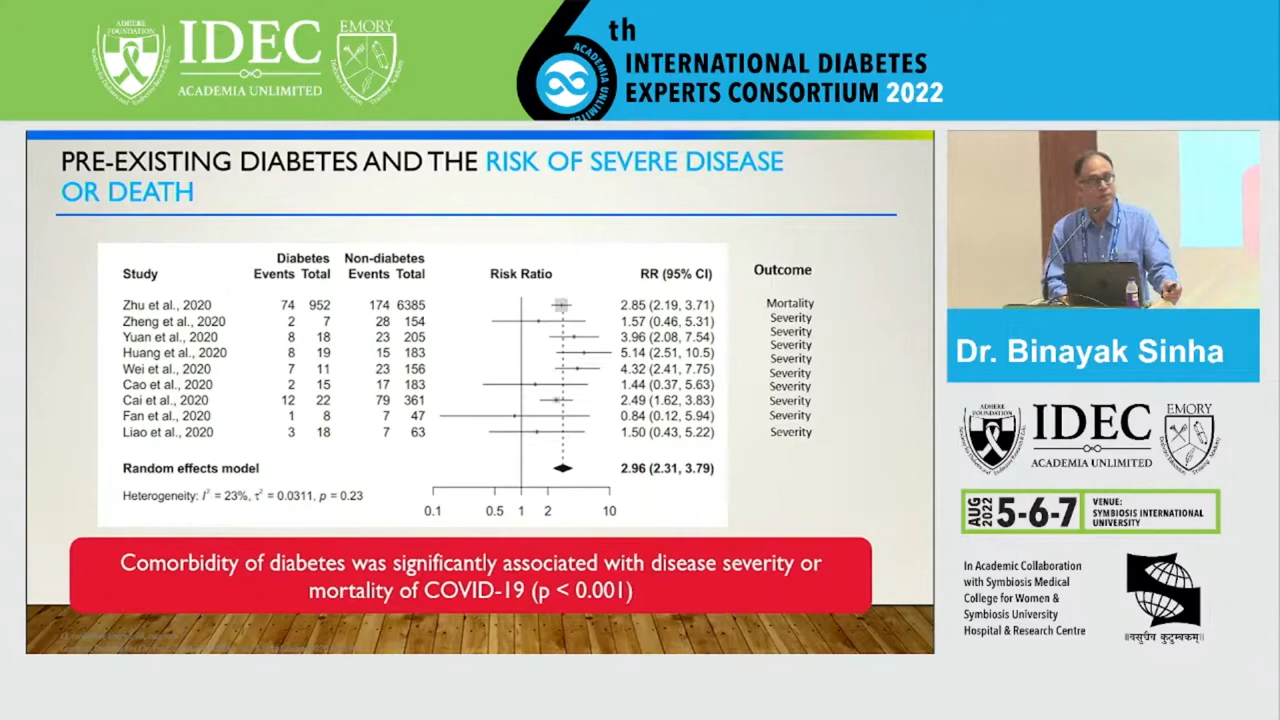 ADHERE
FOUNDATION
IDEC
ACADEMIA UNLIMITED
EMORY
6th
ACADEMIA UNLIMITED
INTERNATIONAL DIABETES
EXPERTS CONSORTIUM 2022
PRE-EXISTING DIABETES AND THE RISK OF SEVERE DISEASE
OR DEATH
Diabetes Non-diabetes
Study Events Total Events Total Risk Ratio RR (95% CI) Outcome
Zhu et al., 2020 74 952 174 6385 2.85 (2.19, 3.71) Mortality
Zheng et al., 2020 2 7 28 154 1.57 (0.46, 5.31) Severity
Yuan et al., 2020 8 18 23 205 3.96 (2.08, 7.54) Severity
Huang et al., 2020 8 19 15 183 5.14 (2.51, 10.5) Severity
Wei et al., 2020 7 11 23 156 4.32 (2.41, 7.75) Severity
Cao et al., 2020 2 15 17 183 1.44 (0.37, 5.63) Severity
Cai et al., 2020 12 22 79 361 2.49 (1.62, 3.83) Severity
Fan et al., 2020 1 8 7 47 0.84 (0.12, 5.94) Severity
Liao et al., 2020 3 18 7 63 1.50 (0.43, 5.22) Severity
Severity
Random effects model 2.96 (2.31, 3.79)
Heterogeneity: I² = 23%, τ² = 0.0311, p = 0.23
0.1 0.5 1 2 10
Comorbidity of diabetes was significantly associated with disease severity or
mortality of COVID-19 (p < 0.001)
Dr. Binayak Sinha
ADHERE
FOUNDATION
IDEC
ACADEMIA UNLIMITED
EMORY
AUG
2022
5-6-7
VENUE:
SYMBIOSIS INTERNATIONAL
UNIVERSITY
In Academic Collaboration
with Symbiosis Medical
College for Women &
Symbiosis University
Hospital & Research Centre
॥वसुधैव कुटुम्बकम्॥